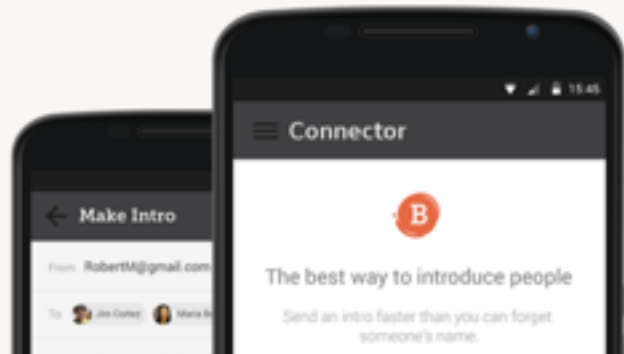 15:45
Connector
B
The best way to introduce people
Send an intro faster than you can forget
someone's name.
Make Intro
From RobertM@gmail.com
To Jim Cortez Maria